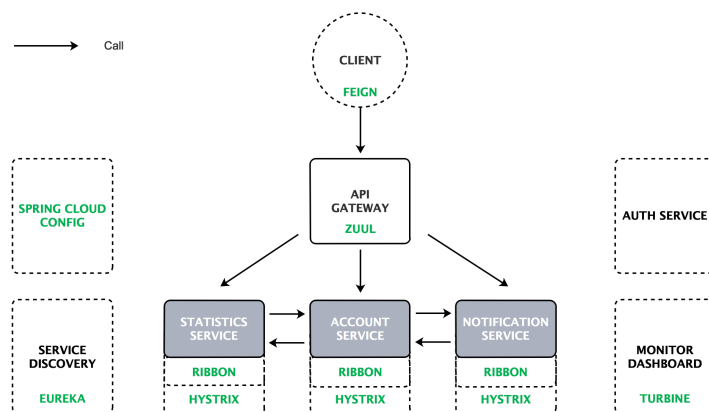 Call
CLIENT
FEIGN
API
GATEWAY
ZUUL
SPRING CLOUD
CONFIG
AUTH SERVICE
STATISTICS
SERVICE
ACCOUNT
SERVICE
NOTIFICATION
SERVICE
SERVICE
DISCOVERY
EUREKA
RIBBON
HYSTRIX
RIBBON
HYSTRIX
RIBBON
HYSTRIX
MONITOR
DASHBOARD
TURBINE